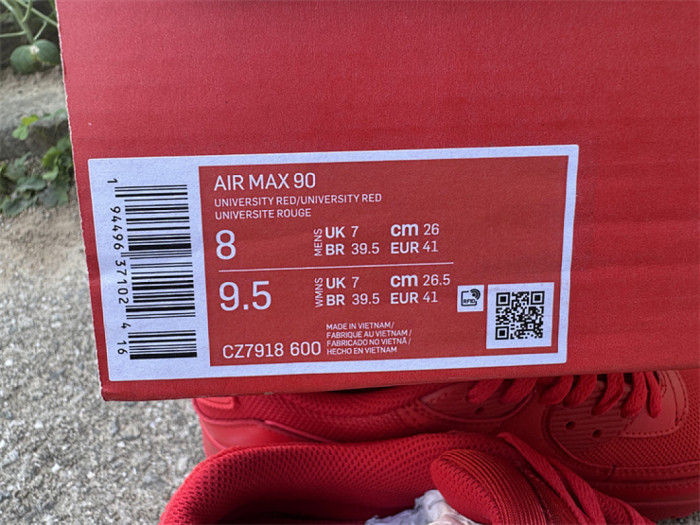 AIR MAX 90
UNIVERSITY RED/UNIVERSITY RED
UNIVERSITE ROUGE
8 MENS UK 7 cm 26
BR 39.5 EUR 41
9.5 WMNS UK 7 cm 26.5
BR 39.5 EUR 41
RFID
CZ7918 600
MADE IN VIETNAM/
FABRIQUE AU VIETNAM/
FABRICADO NO VIETNÃ/
HECHO EN VIETNAM
1 94496 37102 4 16